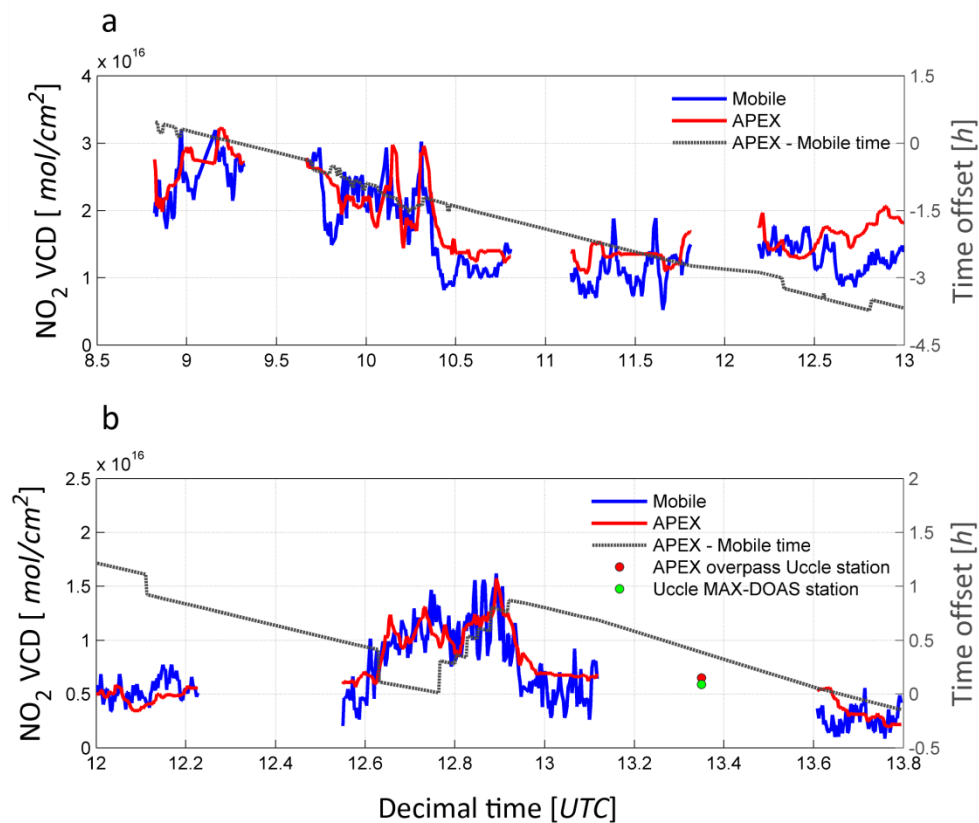 a
x 10^16
4
3
2
1
0
NO2 VCD [ mol/cm2]
Mobile
APEX
APEX - Mobile time
1.5
0
-1.5
-3
-4.5
Time offset [h]
8.5 9 9.5 10 10.5 11 11.5 12 12.5 13
b
x 10^16
2.5
2
1.5
1
0.5
0
NO2 VCD [ mol/cm2]
Mobile
APEX
APEX - Mobile time
APEX overpass Uccle station
Uccle MAX-DOAS station
2
1.5
1
0.5
0
-0.5
Time offset [h]
12 12.2 12.4 12.6 12.8 13 13.2 13.4 13.6 13.8
Decimal time [UTC]